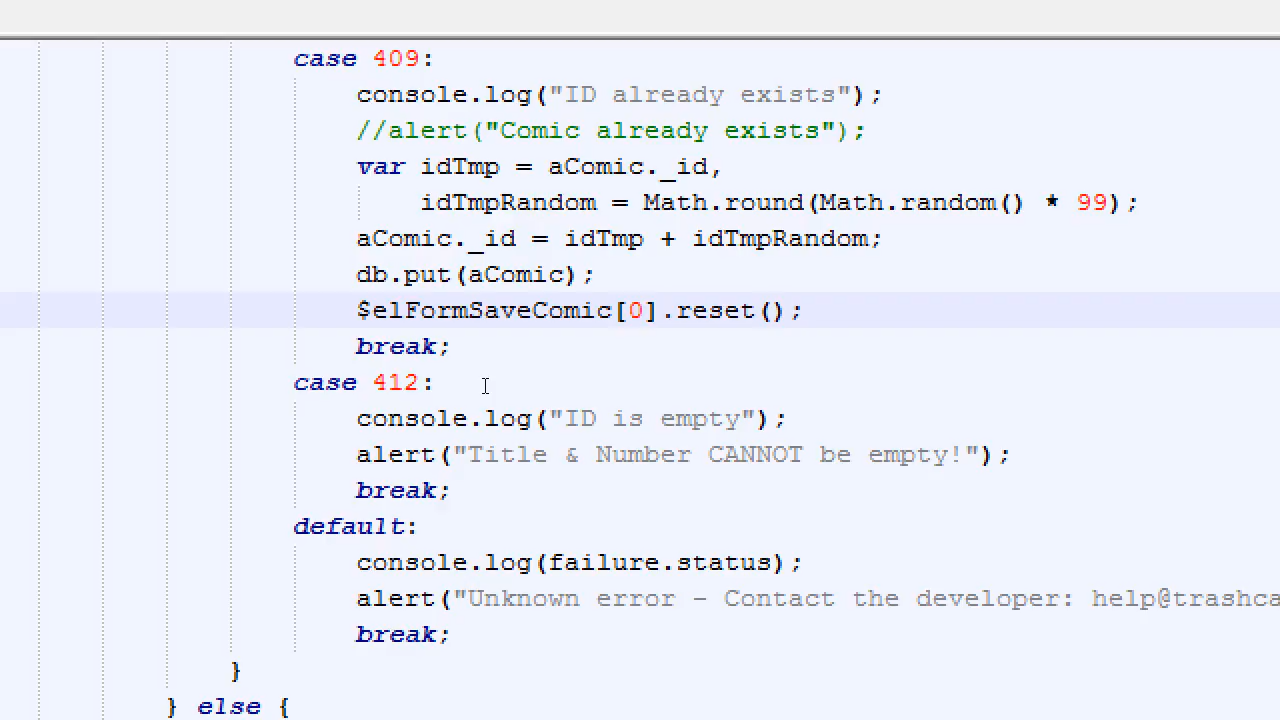 case 409:
console.log("ID already exists");
//alert("Comic already exists");
var idTmp = aComic._id,
idTmpRandom = Math.round(Math.random() * 99);
aComic._id = idTmp + idTmpRandom;
db.put(aComic);
$elFormSaveComic[0].reset();
break;
case 412:
console.log("ID is empty");
alert("Title & Number CANNOT be empty!");
break;
default:
console.log(failure.status);
alert("Unknown error - Contact the developer: help@trashca
break;
}
} else {